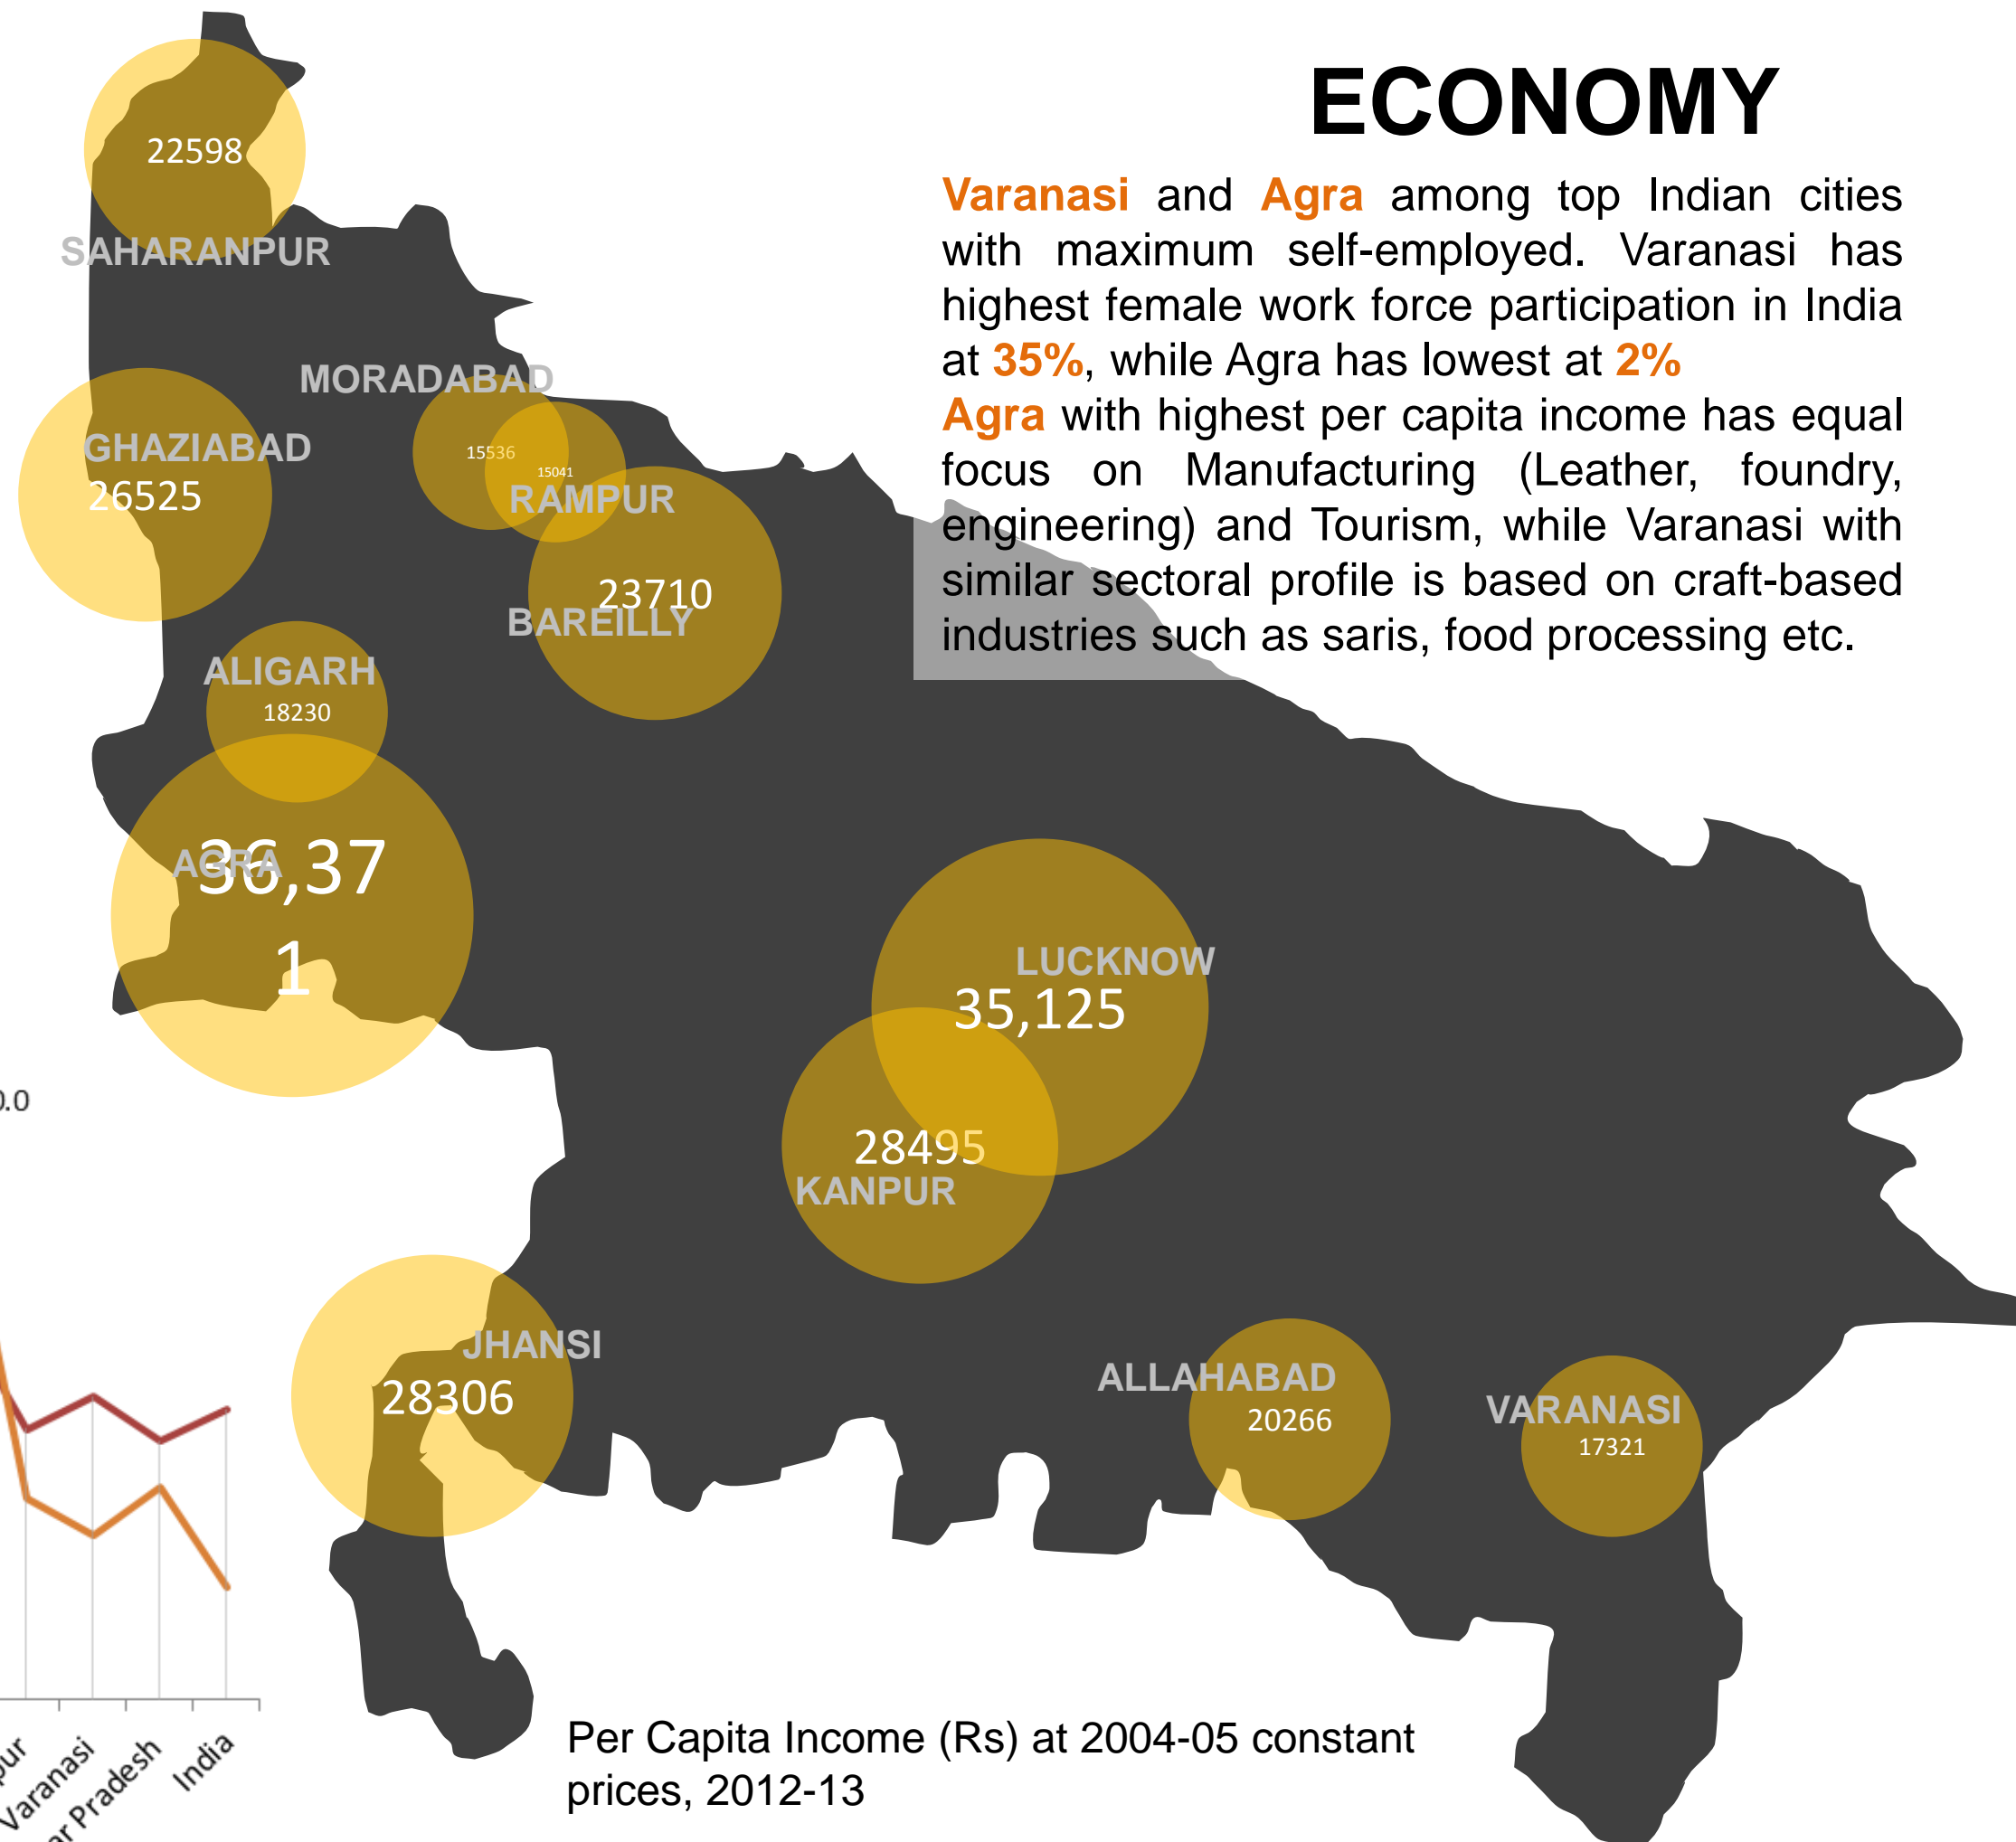 ECONOMY
Varanasi and Agra among top Indian cities
with maximum self-employed. Varanasi has
highest female work force participation in India
at 35%, while Agra has lowest at 2%
Agra with highest per capita income has equal
focus on Manufacturing (Leather, foundry,
engineering) and Tourism, while Varanasi with
similar sectoral profile is based on craft-based
industries such as saris, food processing etc.
22598
SAHARANPUR
MORADABAD
15536
15041
RAMPUR
GHAZIABAD
26525
23710
BAREILLY
ALIGARH
18230
AGRA
36,37
1
LUCKNOW
35,125
28495
KANPUR
JHANSI
28306
ALLAHABAD
20266
VARANASI
17321
0.0
pur
Varanasi
ar Pradesh
India
Per Capita Income (Rs) at 2004-05 constant
prices, 2012-13